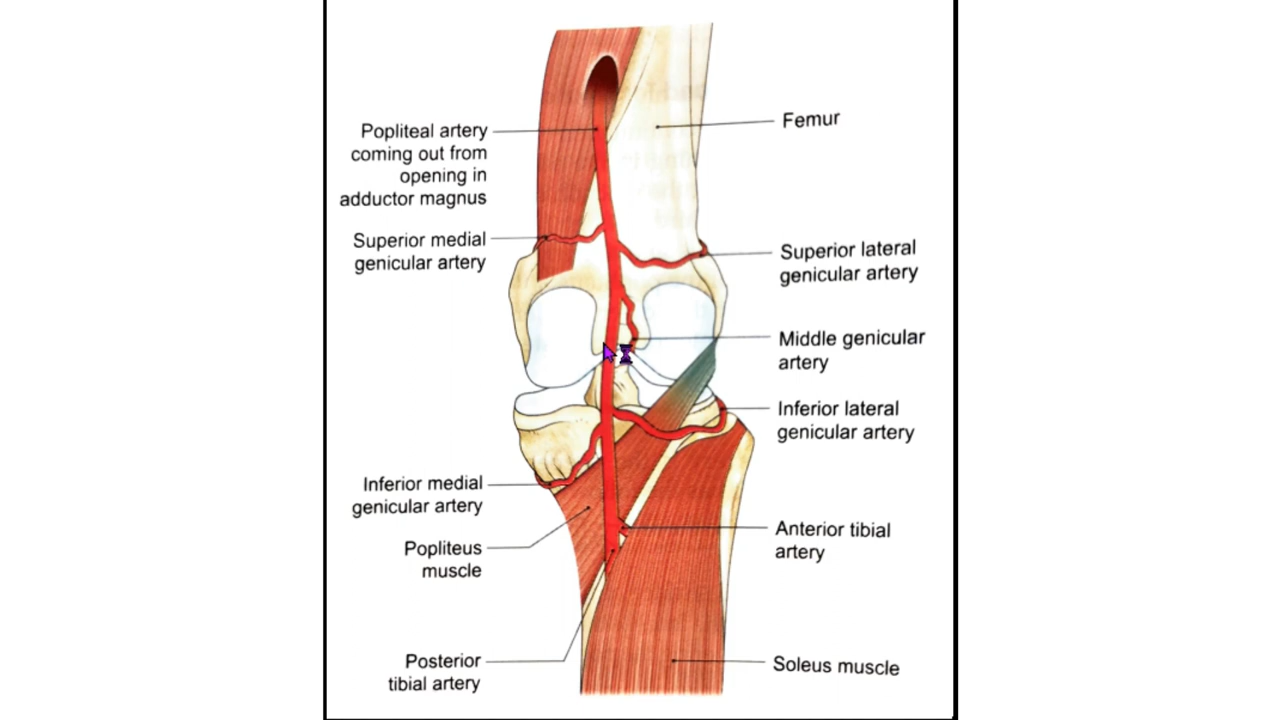 Popliteal artery
coming out from
opening in
adductor magnus
Superior medial
genicular artery
Inferior medial
genicular artery
Popliteus
muscle
Posterior
tibial artery
Femur
Superior lateral
genicular artery
Middle genicular
artery
Inferior lateral
genicular artery
Anterior tibial
artery
Soleus muscle